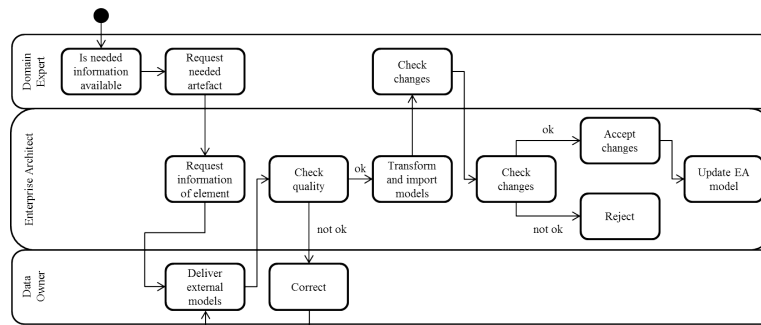 Domain
Expert
Is needed
information
available
Request
needed
artefact
Check
changes
Enterprise Architect
Request
information
of element
Check
quality
ok
Transform
and import
models
Check
changes
ok
Accept
changes
Update EA
model
not ok
Reject
not ok
Data
Owner
Deliver
external
models
Correct